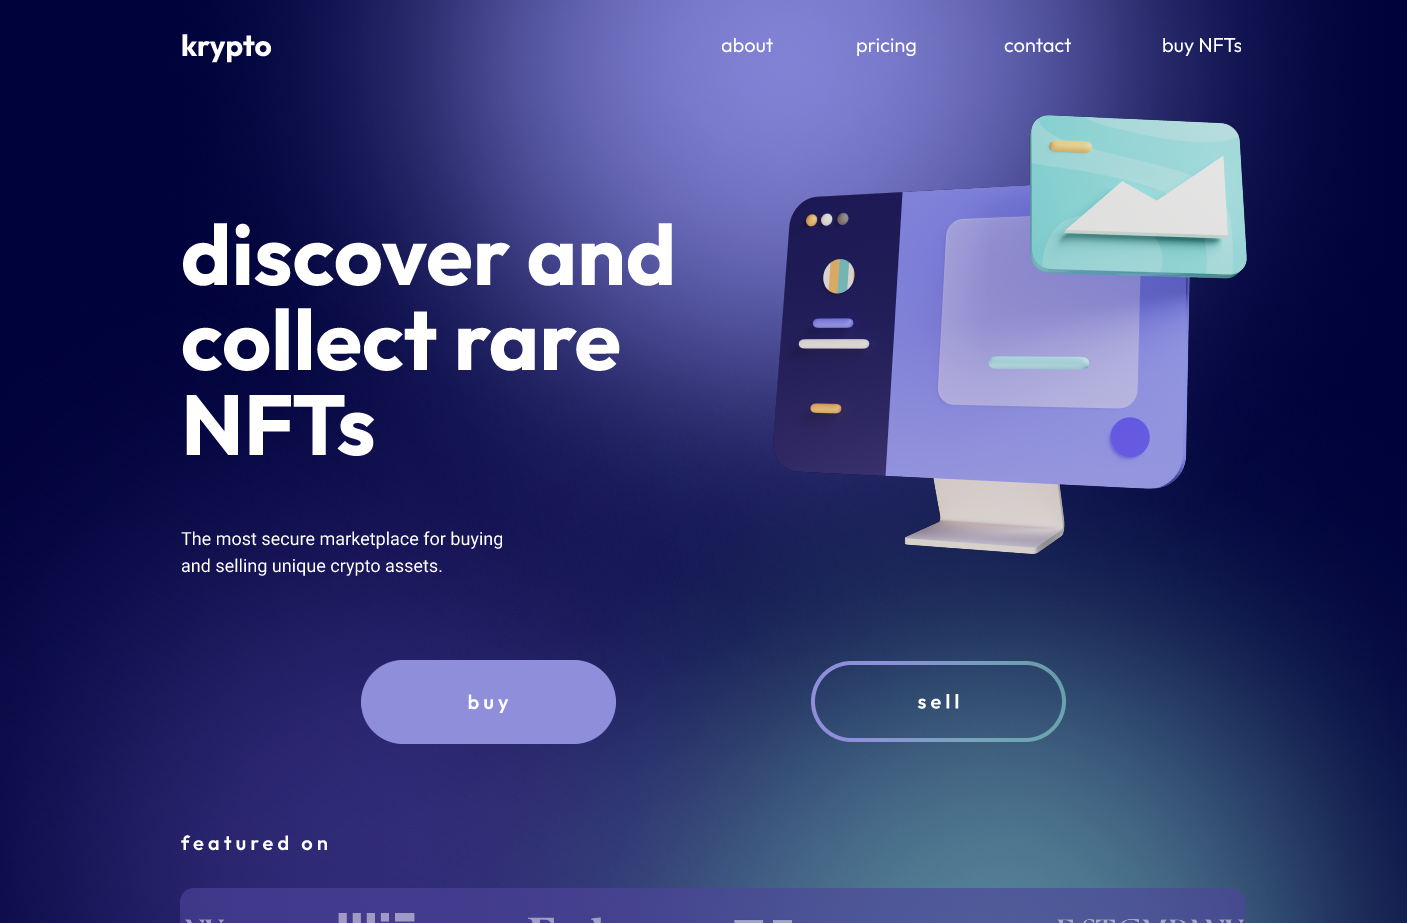 krypto
about
pricing
contact
buy NFTs
discover and
collect rare
NFTs
The most secure marketplace for buying
and selling unique crypto assets.
buy
sell
featured on